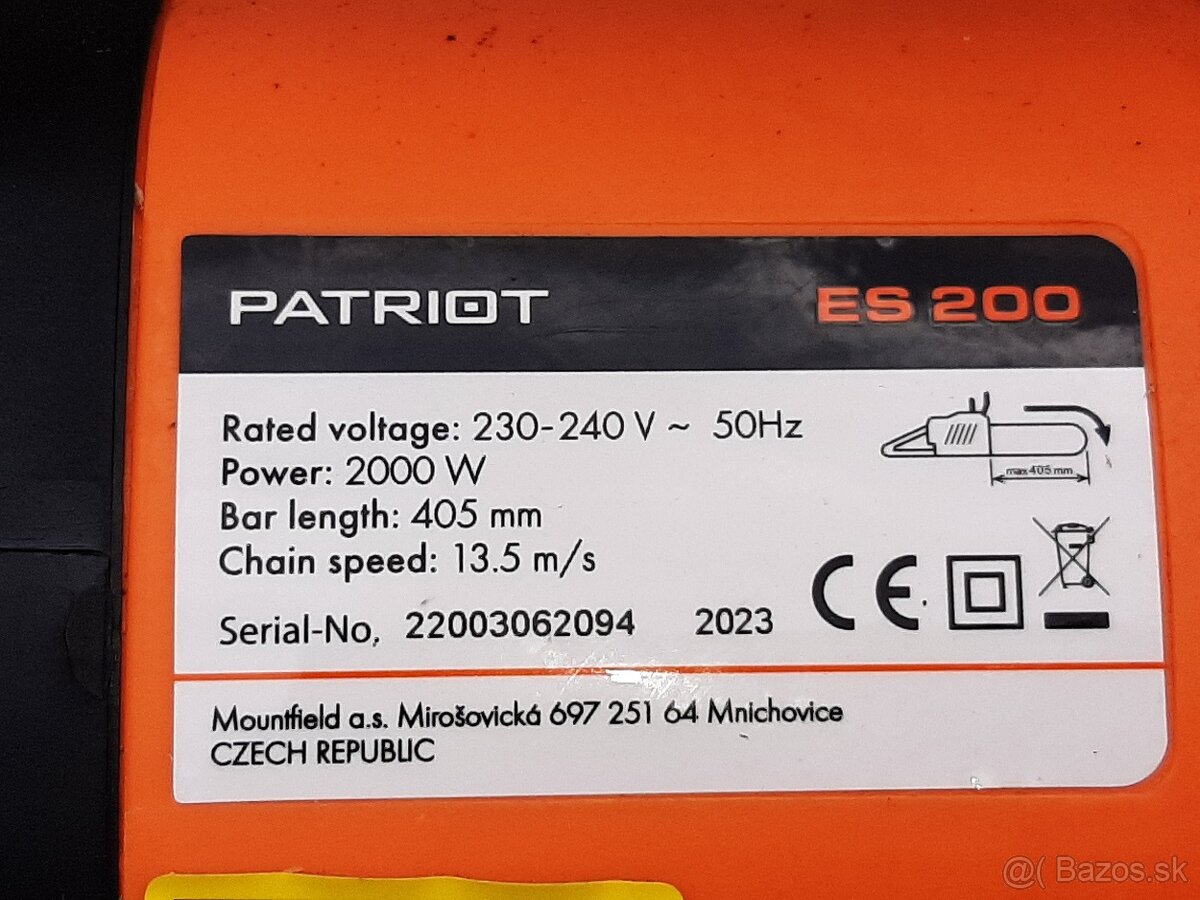 PATRIOT ES 200
Rated voltage: 230-240 V ~ 50Hz
Power: 2000 W
Bar length: 405 mm
Chain speed: 13.5 m/s
max 405 mm
Serial-No. 22003062094 2023
CE
Mountfield a.s. Mirošovická 697 251 64 Mnichovice
CZECH REPUBLIC
@( Bazos.sk